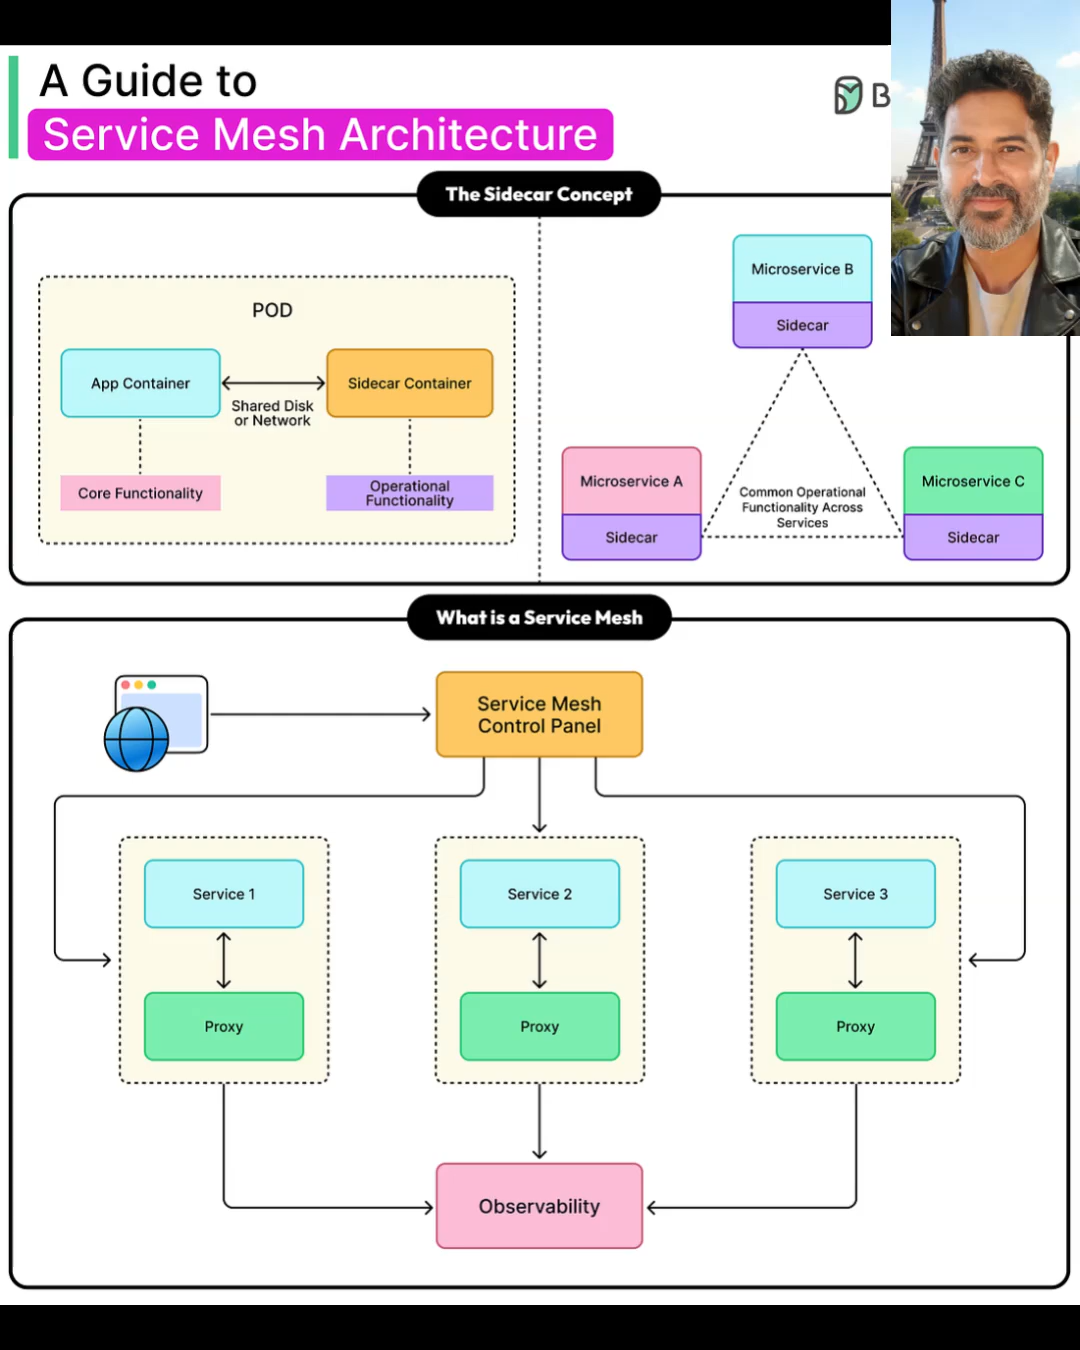 A Guide to
Service Mesh Architecture
B
The Sidecar Concept
POD
App Container
Sidecar Container
Shared Disk
or Network
Core Functionality
Operational
Functionality
Microservice B
Sidecar
Microservice A
Sidecar
Common Operational
Functionality Across
Services
Microservice C
Sidecar
What is a Service Mesh
Service Mesh
Control Panel
Service 1
Service 2
Service 3
Proxy
Proxy
Proxy
Observability